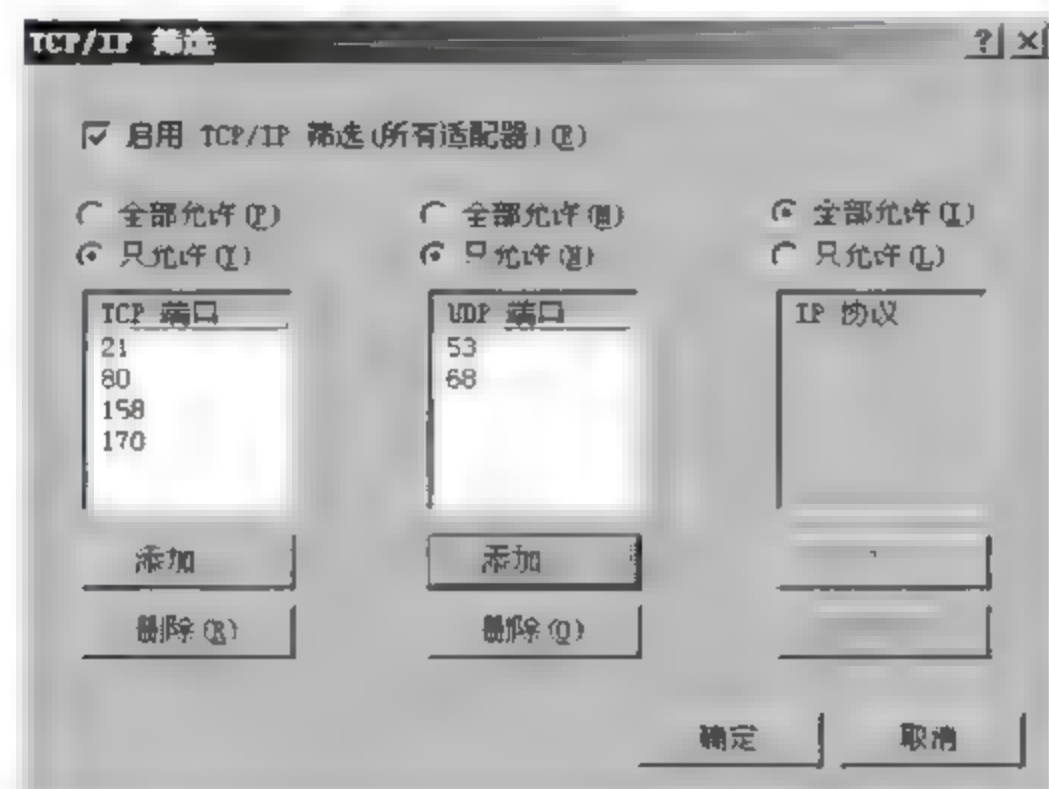 TCP/IP 筛选
启用 TCP/IP 筛选(所有适配器)(E)
全部允许(P)
只允许(I)
TCP 端口
21
80
158
170
添加
删除(R)
全部允许(M)
只允许(N)
UDP 端口
53
68
添加
删除(O)
全部允许(I)
只允许(L)
IP 协议
确定
取消